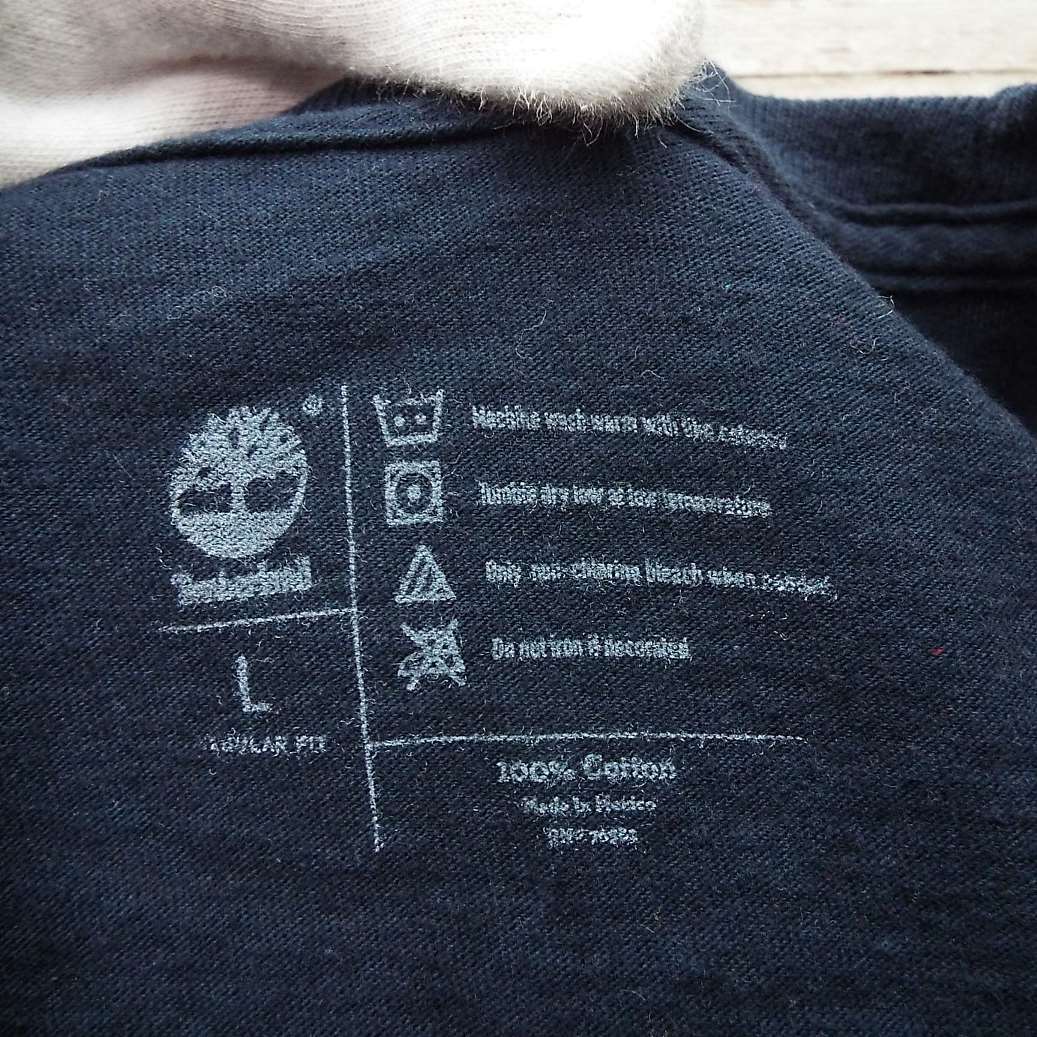 ®
Timberland
L
REGULAR FIT
Machine wash warm with like colors
Tumble dry low at low temperature
Only non-chlorine bleach when needed.
Do not iron if decorated.
100% Cotton
Made in Mexico